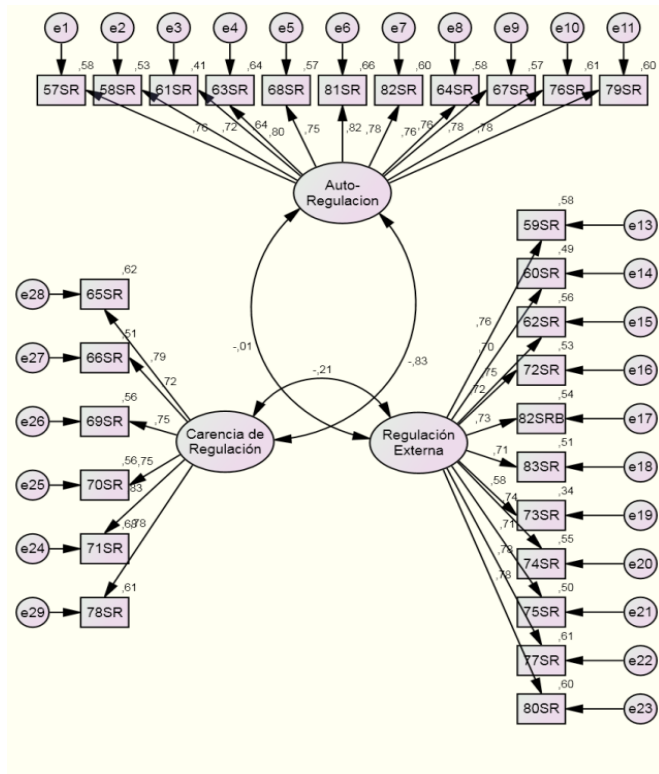 e1 e2 e3 e4 e5 e6 e7 e8 e9 e10 e11
,58 ,53 ,41 ,64 ,57 ,66 ,60 ,58 ,57 ,61 ,60
57SR 58SR 61SR 63SR 68SR 81SR 82SR 64SR 67SR 76SR 79SR
,76 ,72 ,64 ,80 ,75 ,82 ,78 ,76 ,76 ,78 ,78
Auto-
Regulacion
-,01
-,83
-,21
,62
e28 65SR
,51
e27 66SR
,79
,72
,56
e26 69SR
,75
Carencia de
Regulación
,56 ,75
e25 70SR
,83
e24 71SR
,78
,61
e29 78SR
Regulación
Externa
,58
59SR e13
,49
60SR e14
,56
62SR e15
,53
72SR e16
,54
82SRB e17
,51
83SR e18
,34
73SR e19
,55
74SR e20
,50
75SR e21
,61
77SR e22
,60
80SR e23
,76
,70
,75
,72
,73
,71
,58
,74
,71
,78
,78